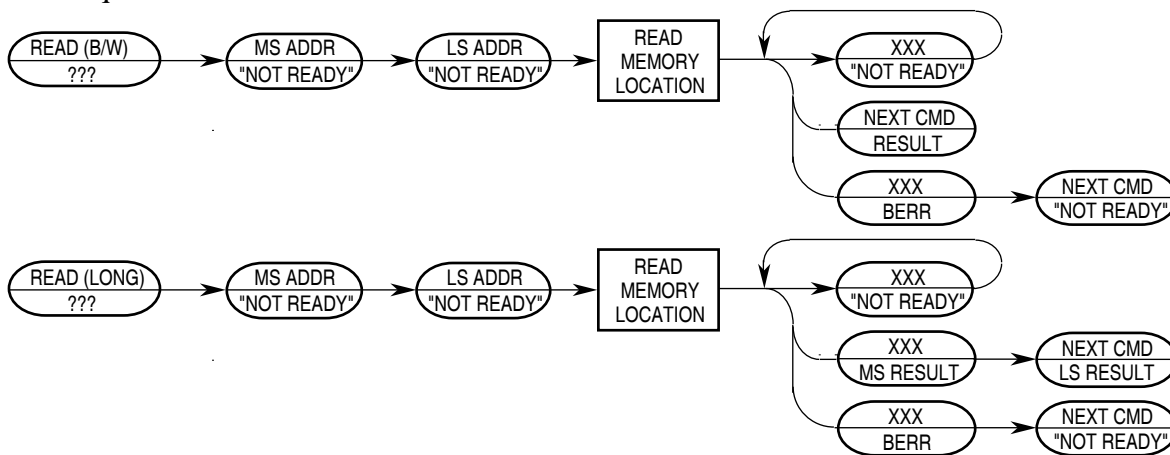 READ (B/W)
???
MS ADDR
"NOT READY"
LS ADDR
"NOT READY"
READ
MEMORY
LOCATION
XXX
"NOT READY"
NEXT CMD
RESULT
XXX
BERR
NEXT CMD
"NOT READY"
READ (LONG)
???
MS ADDR
"NOT READY"
LS ADDR
"NOT READY"
READ
MEMORY
LOCATION
XXX
"NOT READY"
XXX
MS RESULT
NEXT CMD
LS RESULT
XXX
BERR
NEXT CMD
"NOT READY"